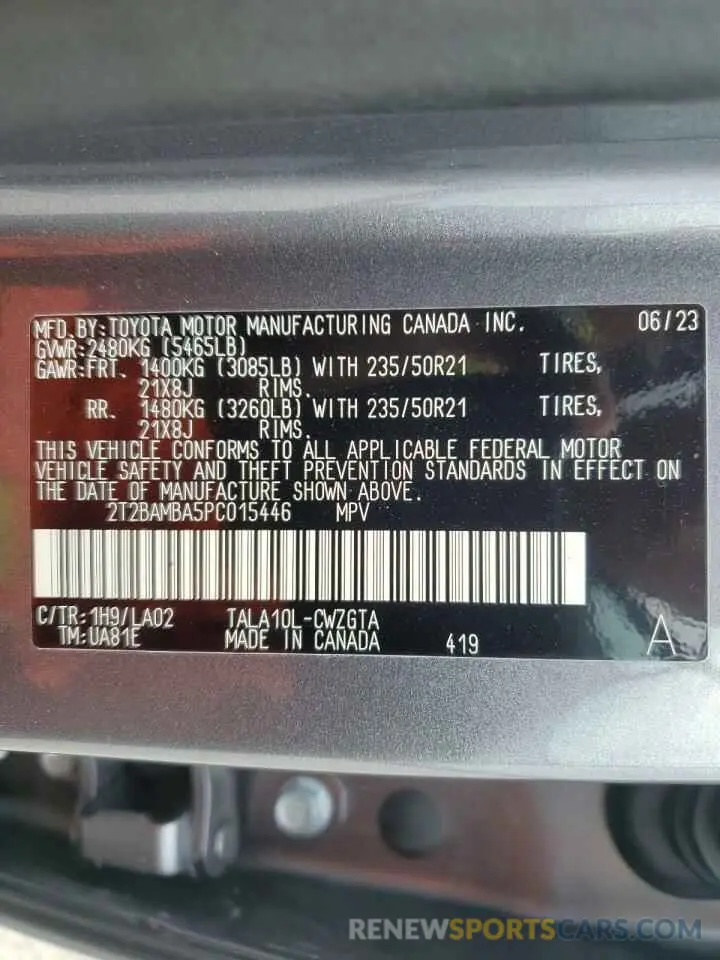 MFD.BY:TOYOTA MOTOR MANUFACTURING CANADA INC. 06/23
GVWR:2480KG (5465LB)
GAWR:FRT. 1400KG (3085LB) WITH 235/50R21 TIRES,
21X8J RIMS.
RR. 1480KG (3260LB) WITH 235/50R21 TIRES,
21X8J RIMS.
THIS VEHICLE CONFORMS TO ALL APPLICABLE FEDERAL MOTOR
VEHICLE SAFETY AND THEFT PREVENTION STANDARDS IN EFFECT ON
THE DATE OF MANUFACTURE SHOWN ABOVE.
2T2BAMBA5PC015446 MPV
C/TR:1H9/LA02 TALA10L-CWZGTA
TM:UA81E MADE IN CANADA 419 A
RENEWSPORTSCARS.COM